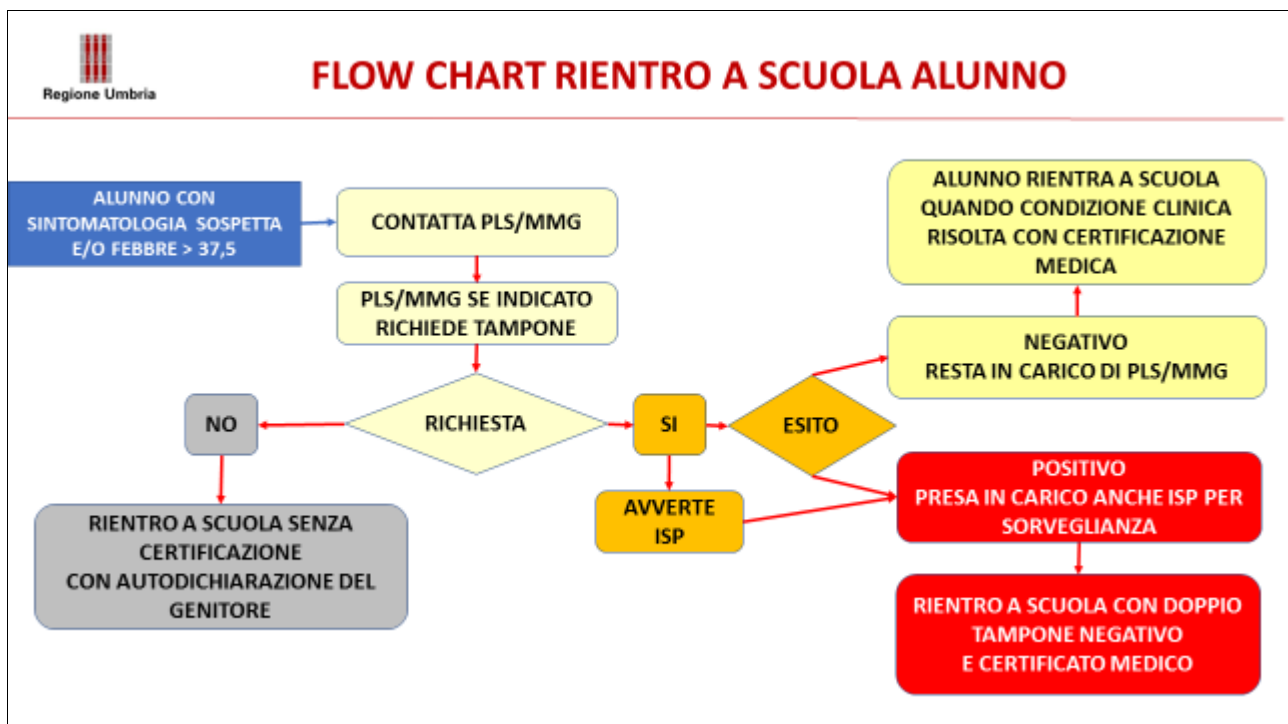 Regione Umbria
FLOW CHART RIENTRO A SCUOLA ALUNNO
ALUNNO CON
SINTOMATOLOGIA SOSPETTA
E/O FEBBRE > 37,5
CONTATTA PLS/MMG
PLS/MMG SE INDICATO
RICHIEDE TAMPONE
RICHIESTA
NO
RIENTRO A SCUOLA SENZA
CERTIFICAZIONE
CON AUTODICHIARAZIONE DEL
GENITORE
SI
AVVERTE
ISP
ESITO
ALUNNO RIENTRA A SCUOLA
QUANDO CONDIZIONE CLINICA
RISOLTA CON CERTIFICAZIONE
MEDICA
NEGATIVO
RESTA IN CARICO DI PLS/MMG
POSITIVO
PRESA IN CARICO ANCHE ISP PER
SORVEGLIANZA
RIENTRO A SCUOLA CON DOPPIO
TAMPONE NEGATIVO
E CERTIFICATO MEDICO